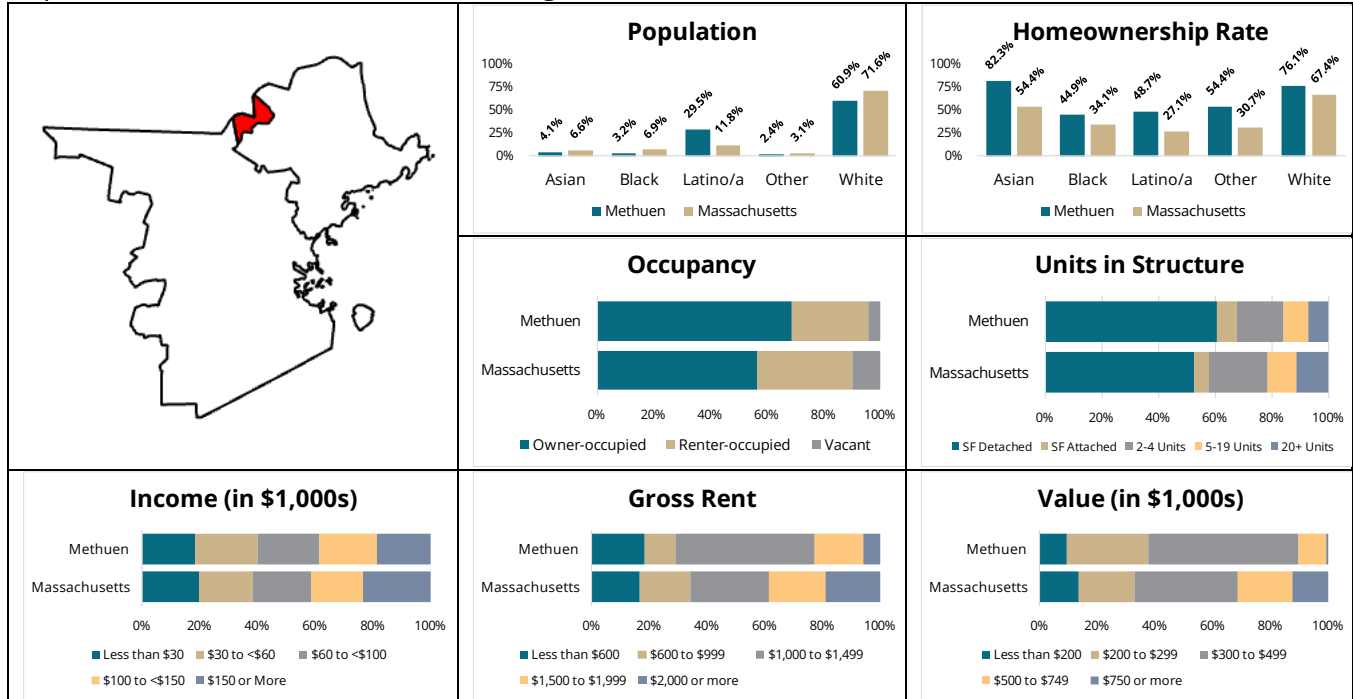 Population
100%
75%
50%
25%
0%
4.1% 6.6% 3.2% 6.9% 29.5% 11.8% 2.4% 3.1% 60.9% 71.6%
Asian Black Latino/a Other White
Methuen Massachusetts
Homeownership Rate
100%
75%
50%
25%
0%
82.3% 54.4% 44.9% 34.1% 48.7% 27.1% 54.4% 30.7% 76.1% 67.4%
Asian Black Latino/a Other White
Methuen Massachusetts
Occupancy
Methuen
Massachusetts
0% 20% 40% 60% 80% 100%
Owner-occupied Renter-occupied Vacant
Units in Structure
Methuen
Massachusetts
0% 20% 40% 60% 80% 100%
SF Detached SF Attached 2-4 Units 5-19 Units 20+ Units
Income (in $1,000s)
Methuen
Massachusetts
0% 20% 40% 60% 80% 100%
Less than $30 $30 to <$60 $60 to <$100
$100 to <$150 $150 or More
Gross Rent
Methuen
Massachusetts
0% 20% 40% 60% 80% 100%
Less than $600 $600 to $999 $1,000 to $1,499
$1,500 to $1,999 $2,000 or more
Value (in $1,000s)
Methuen
Massachusetts
0% 20% 40% 60% 80% 100%
Less than $200 $200 to $299 $300 to $499
$500 to $749 $750 or more